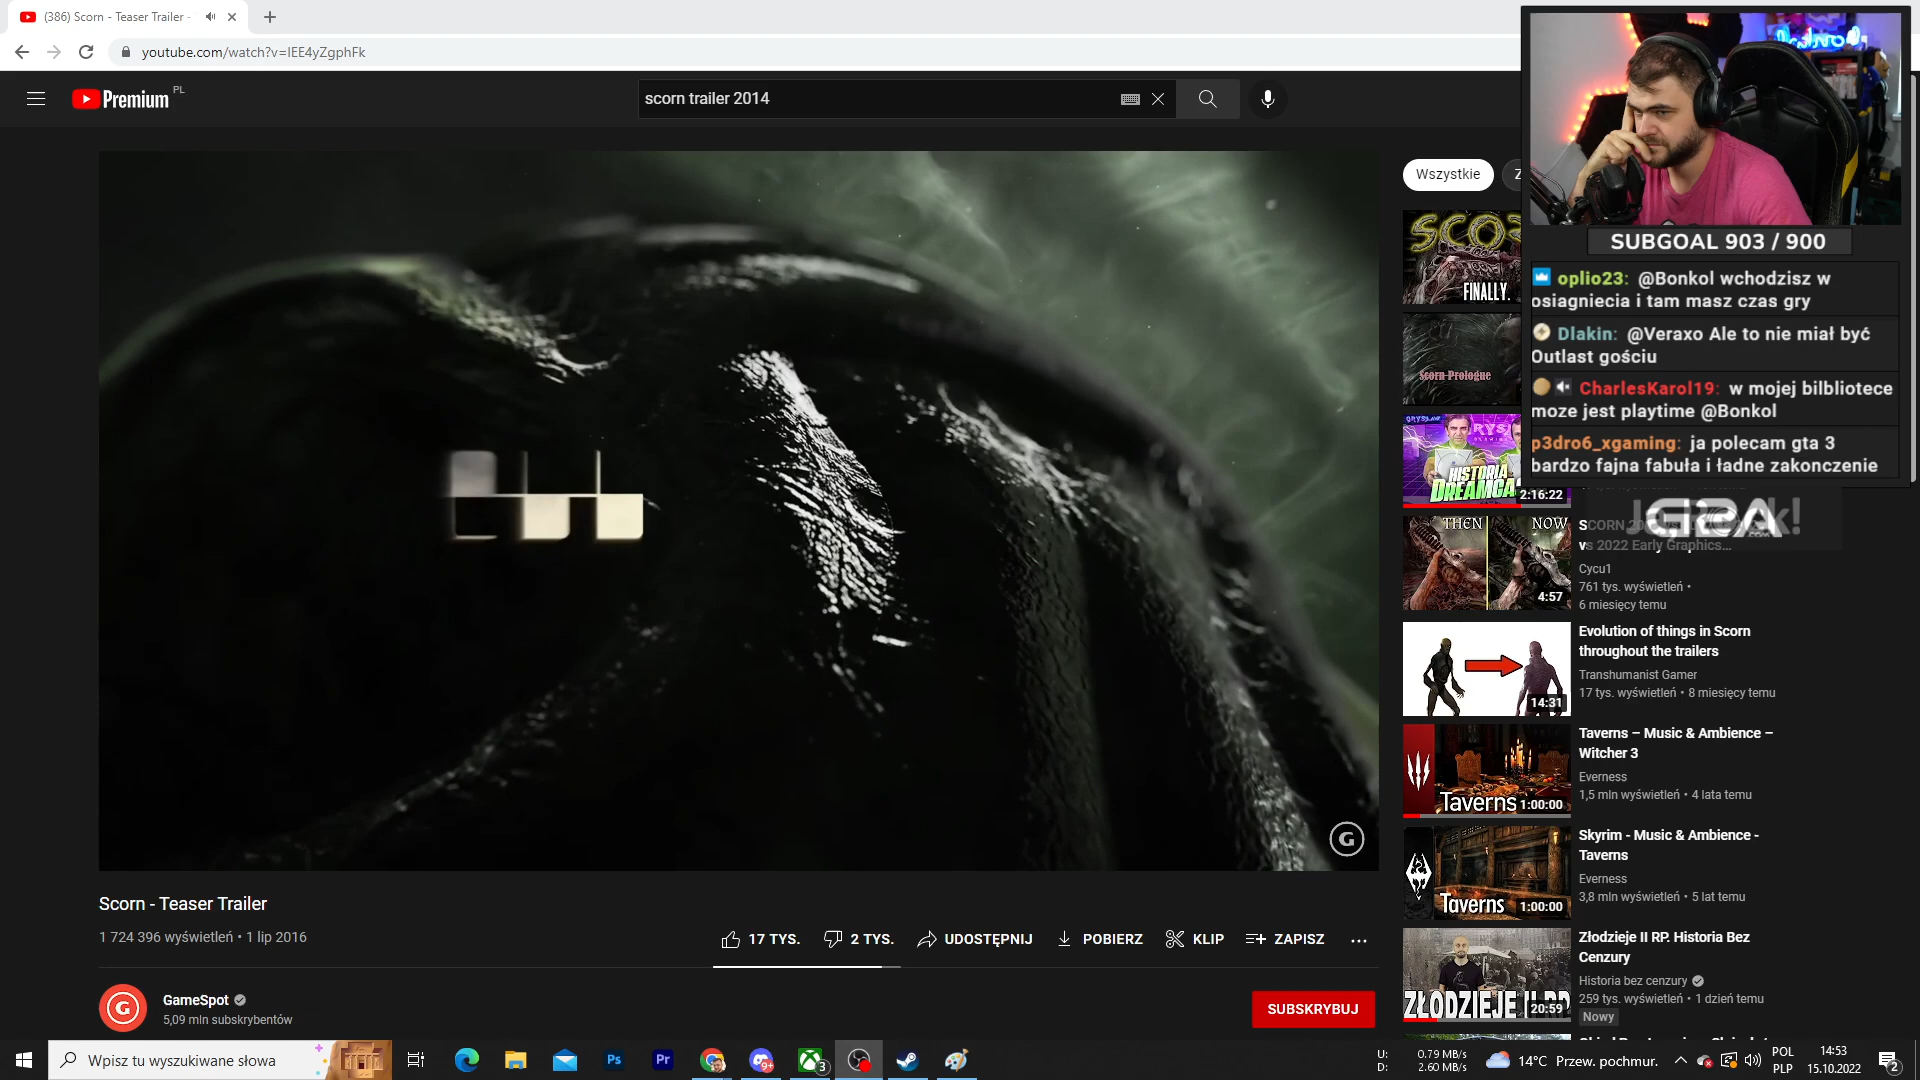 (386) Scorn - Teaser Trailer -
youtube.com/watch?v=IEE4yZgphFk
Premium PL
scorn trailer 2014
Wszystkie
Z
SUBGOAL 903 / 900
oplio23: @Bonkol wchodzisz w
osiagniecia i tam masz czas gry
Dlakin: @Veraxo Ale to nie miał być
Outlast gościu
CharlesKarol19: w mojej bilbliotece
moze jest playtime @Bonkol
p3dro6_xgaming: ja polecam gta 3
bardzo fajna fabuła i ładne zakonczenie
FINALLY.
Scorn Prologue
HISTORIA
2:16:22
THEN NOW
4:57
vs 2022 Early Graphics...
Cycu1
761 tys. wyświetleń •
6 miesięcy temu
14:31
Evolution of things in Scorn
throughout the trailers
Transhumanist Gamer
17 tys. wyświetleń • 8 miesięcy temu
Taverns 1:00:00
Taverns – Music & Ambience –
Witcher 3
Everness
1,5 mln wyświetleń • 4 lata temu
Taverns 1:00:00
Skyrim - Music & Ambience -
Taverns
Everness
3,8 mln wyświetleń • 5 lat temu
ZŁODZIEJE II RP
20:59
Złodzieje II RP. Historia Bez
Cenzury
Historia bez cenzury
259 tys. wyświetleń • 1 dzień temu
Nowy
G
Scorn - Teaser Trailer
1 724 396 wyświetleń • 1 lip 2016
17 TYS. 2 TYS. UDOSTĘPNIJ POBIERZ KLIP ZAPISZ ...
G
GameSpot
5,09 mln subskrybentów
SUBSKRYBUJ
Wpisz tu wyszukiwane słowa
Ps
Pr
9+
3
U: 0.79 MB/s
D: 2.60 MB/s
14°C Przew. pochmur.
POL
PLP
14:53
15.10.2022
2